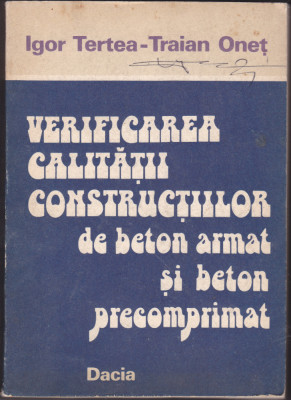 Igor Tertea-Traian Oneț
VERIFICAREA
CALITĂȚII
CONSTRUCȚIILOR
de beton armat
și beton
precomprimat
Dacia